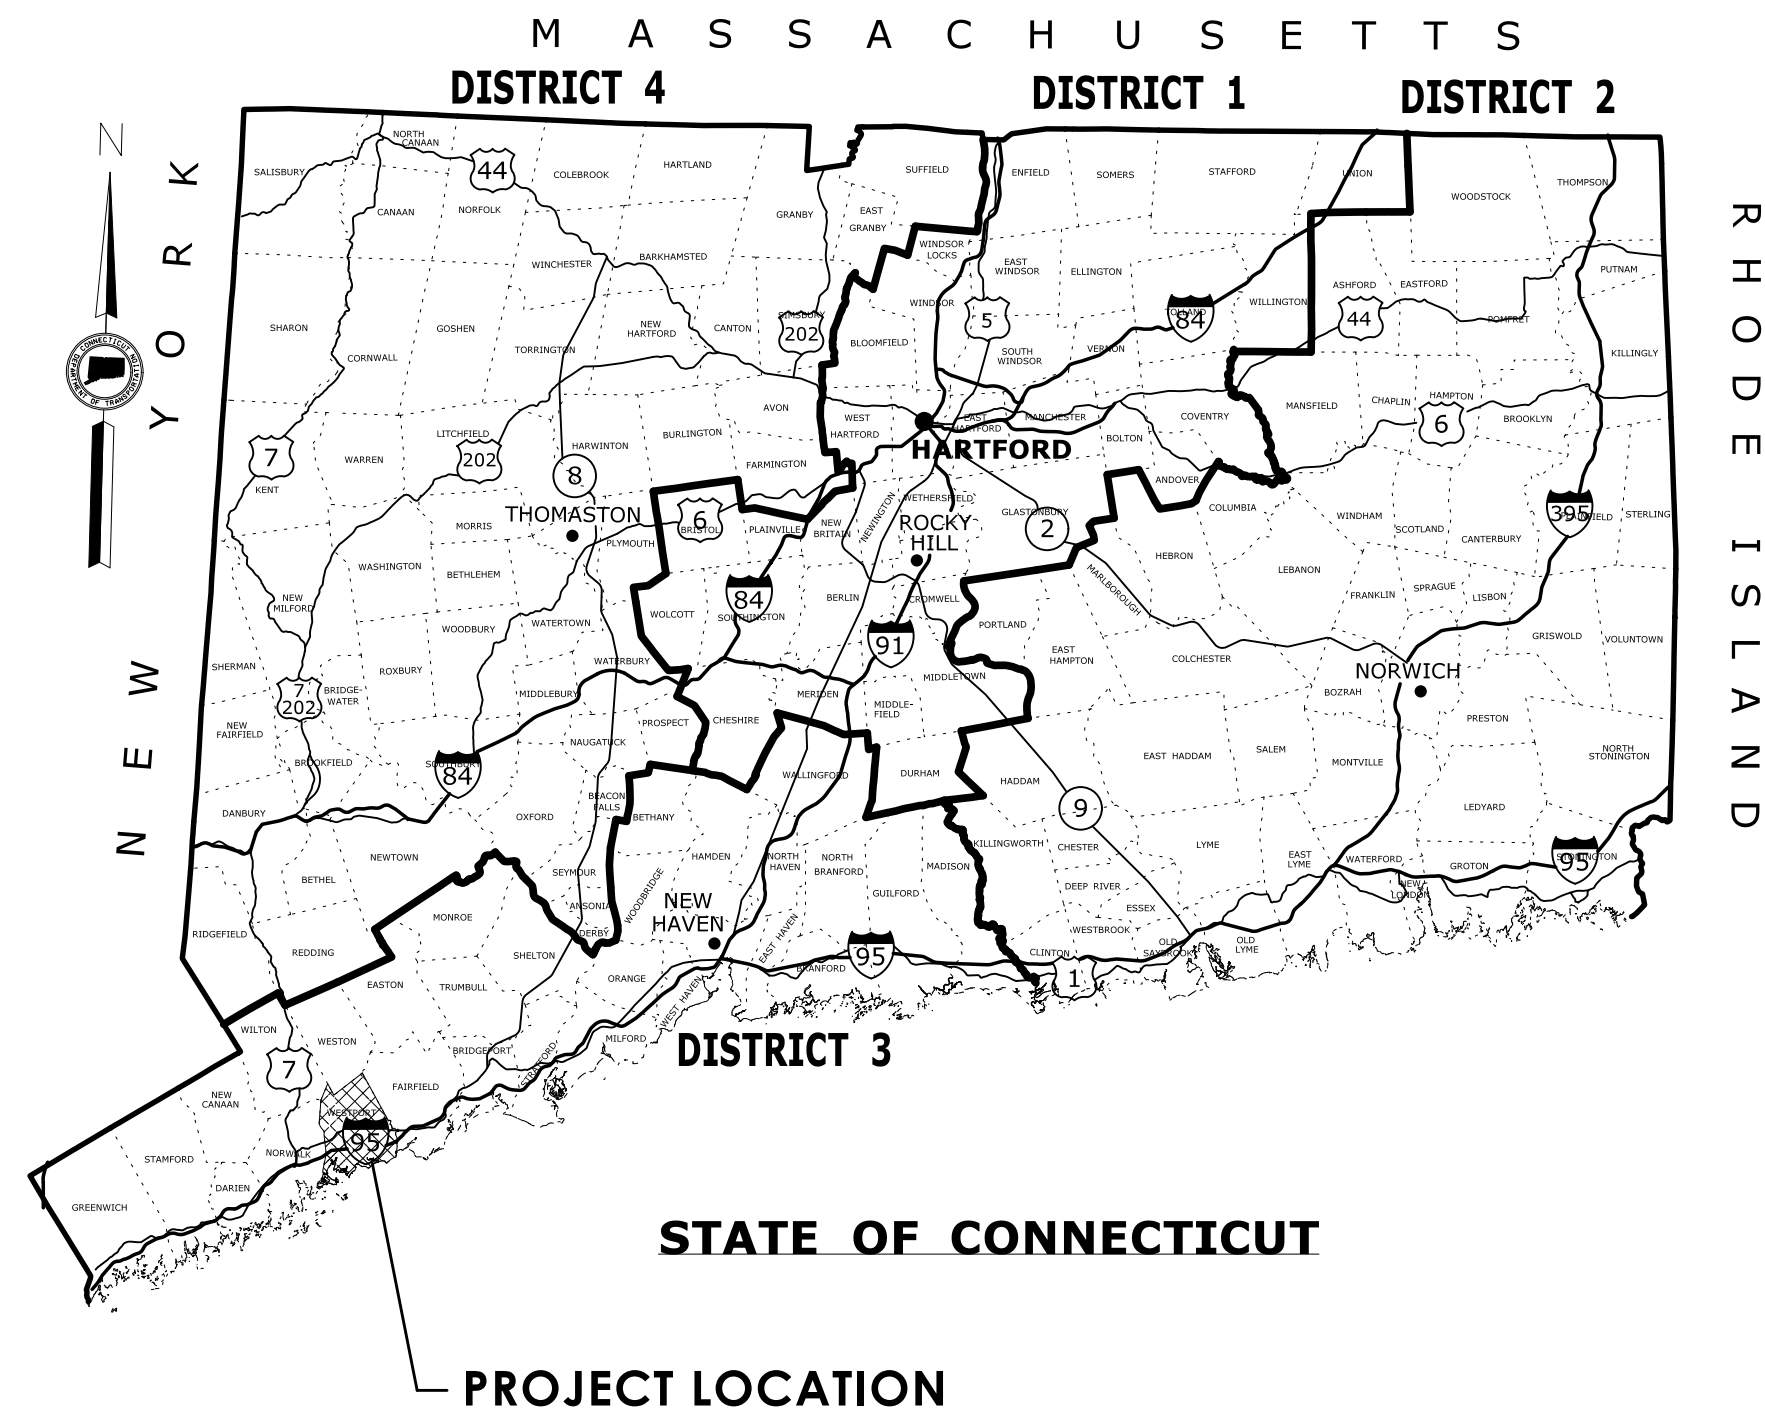 M A S S A C H U S E T T S
DISTRICT 4
DISTRICT 1
DISTRICT 2
N
NEW YORK
RHODE ISLAND
CONNECTICUT
DEPARTMENT OF TRANSPORTATION
SALISBURY
NORTH
CANAAN
44
COLEBROOK
HARTLAND
SUFFIELD
ENFIELD
SOMERS
STAFFORD
UNION
WOODSTOCK
THOMPSON
CANAAN
NORFOLK
GRANBY
EAST
GRANBY
WINDSOR
LOCKS
EAST
WINDSOR
ELLINGTON
WINCHESTER
BARKHAMSTED
WILLINGTON
ASHFORD
EASTFORD
PUTNAM
SHARON
GOSHEN
NEW
HARTFORD
CANTON
SIMSBURY
202
WINDSOR
5
TOLLAND
84
44
POMFRET
CORNWALL
TORRINGTON
BLOOMFIELD
SOUTH
WINDSOR
VERNON
KILLINGLY
AVON
WEST
HARTFORD
EAST
HARTFORD
MANCHESTER
COVENTRY
MANSFIELD
CHAPLIN
HAMPTON
6
BROOKLYN
LITCHFIELD
202
HARWINTON
BURLINGTON
HARTFORD
BOLTON
7
KENT
WARREN
8
FARMINGTON
ANDOVER
MORRIS
THOMASTON
6
BRISTOL
PLAINVILLE
NEW
BRITAIN
NEWINGTON
WETHERSFIELD
ROCKY
HILL
GLASTONBURY
2
COLUMBIA
WINDHAM
SCOTLAND
395
PLAINFIELD
STERLING
CANTERBURY
PLYMOUTH
WASHINGTON
BETHLEHEM
HEBRON
LEBANON
NEW
MILFORD
WOLCOTT
84
SOUTHINGTON
BERLIN
CROMWELL
MARLBOROUGH
FRANKLIN
SPRAGUE
LISBON
WOODBURY
WATERTOWN
91
PORTLAND
GRISWOLD
VOLUNTOWN
SHERMAN
ROXBURY
WATERBURY
EAST
HAMPTON
COLCHESTER
NORWICH
7
202
BRIDGE-
WATER
MIDDLEBURY
MERIDEN
MIDDLETOWN
BOZRAH
NEW
FAIRFIELD
PROSPECT
CHESHIRE
MIDDLE-
FIELD
PRESTON
BROOKFIELD
SOUTHBURY
84
NAUGATUCK
WALLINGFORD
DURHAM
HADDAM
EAST HADDAM
SALEM
MONTVILLE
NORTH
STONINGTON
DANBURY
OXFORD
BEACON
FALLS
BETHANY
9
LEDYARD
NEWTOWN
BETHEL
SEYMOUR
HAMDEN
NORTH
HAVEN
NORTH
BRANFORD
MADISON
KILLINGWORTH
CHESTER
LYME
EAST
LYME
WATERFORD
GROTON
95
STONINGTON
RIDGEFIELD
REDDING
MONROE
ANSONIA
DERBY
WOODBRIDGE
NEW
HAVEN
GUILFORD
DEEP RIVER
ESSEX
NEW
LONDON
EASTON
TRUMBULL
SHELTON
ORANGE
EAST HAVEN
BRANFORD
95
WESTBROOK
CLINTON
1
OLD
SAYBROOK
OLD
LYME
WILTON
WESTON
BRIDGEPORT
STRATFORD
MILFORD
WEST HAVEN
DISTRICT 3
7
FAIRFIELD
NEW
CANAAN
WESTPORT
95
STAMFORD
NORWALK
DARIEN
GREENWICH
STATE OF CONNECTICUT
PROJECT LOCATION